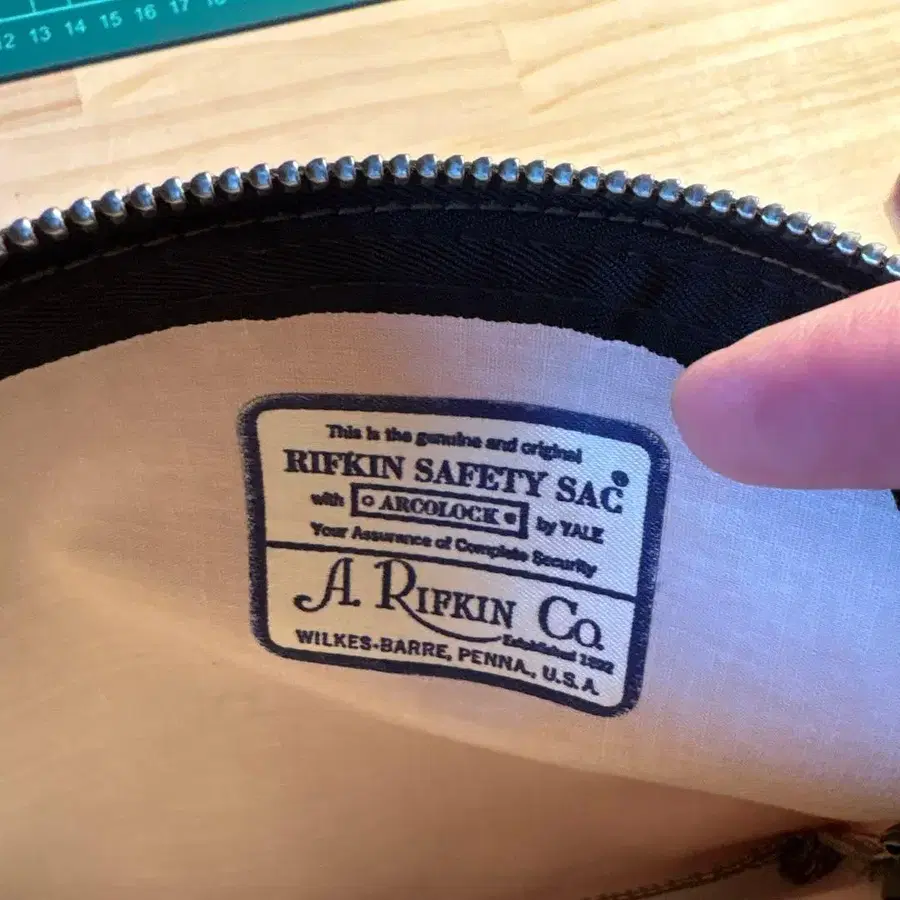 12 13 14 15 16 17
This is the genuine and original
RIFKIN SAFETY SAC
with ARCOLOCK by YALE
Your Assurance of Complete Security
A. RIFKIN CO.
Established 1892
WILKES-BARRE, PENNA., U.S.A.